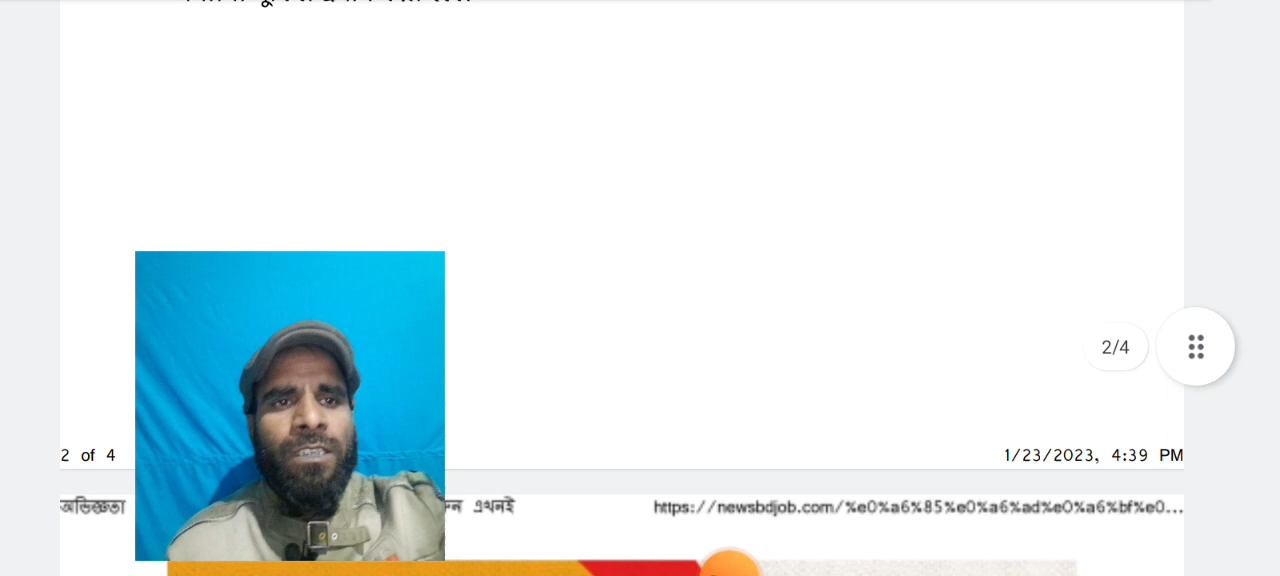 2/4
2 of 4
1/23/2023, 4:39 PM
অভিজ্ঞতা
এখনই
https://newsbdjob.com/%e0%a6%85%e0%a6%ad%e0%a6%bf%e0...